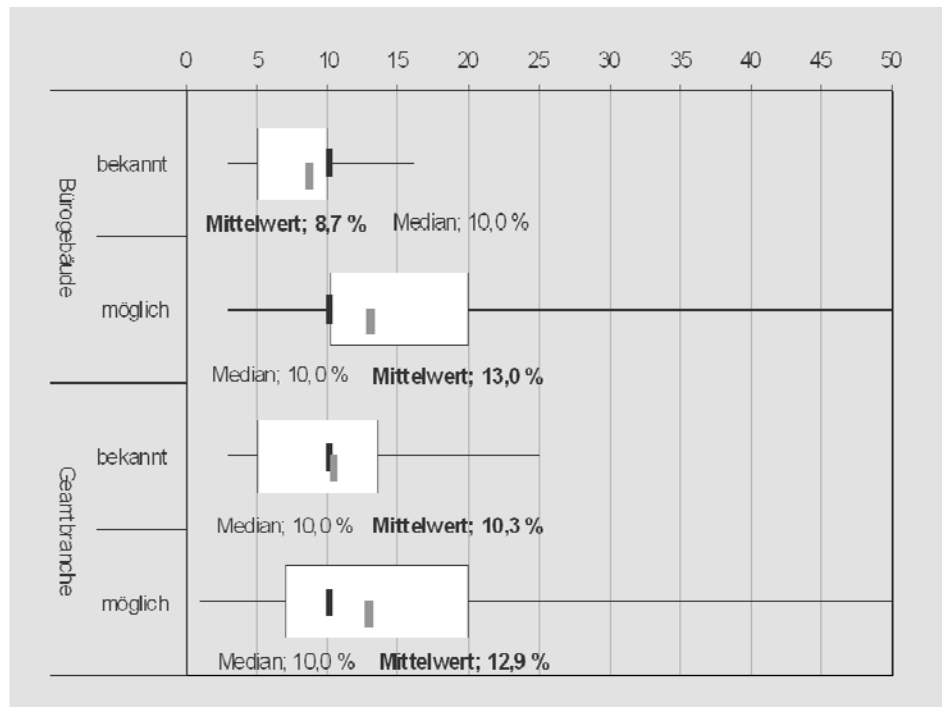 0 5 10 15 20 25 30 35 40 45 50
Bürogebäude
bekannt
Mittelwert; 8,7 % Median; 10,0 %
möglich
Median; 10,0 % Mittelwert; 13,0 %
Geamtbranche
bekannt
Median; 10,0 % Mittelwert; 10,3 %
möglich
Median; 10,0 % Mittelwert; 12,9 %